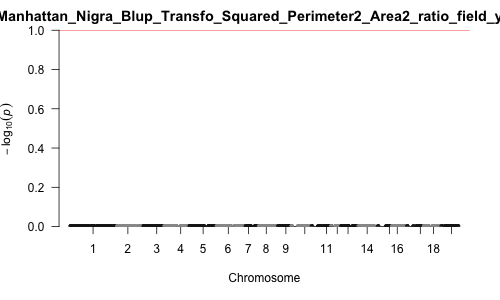 Manhattan_Nigra_Blup_Transfo_Squared_Perimeter2_Area2_ratio_field_y
1.0
0.8
0.6
0.4
0.2
0.0
−log10(p)
1 2 3 4 5 6 7 8 9 11 14 16 18
Chromosome